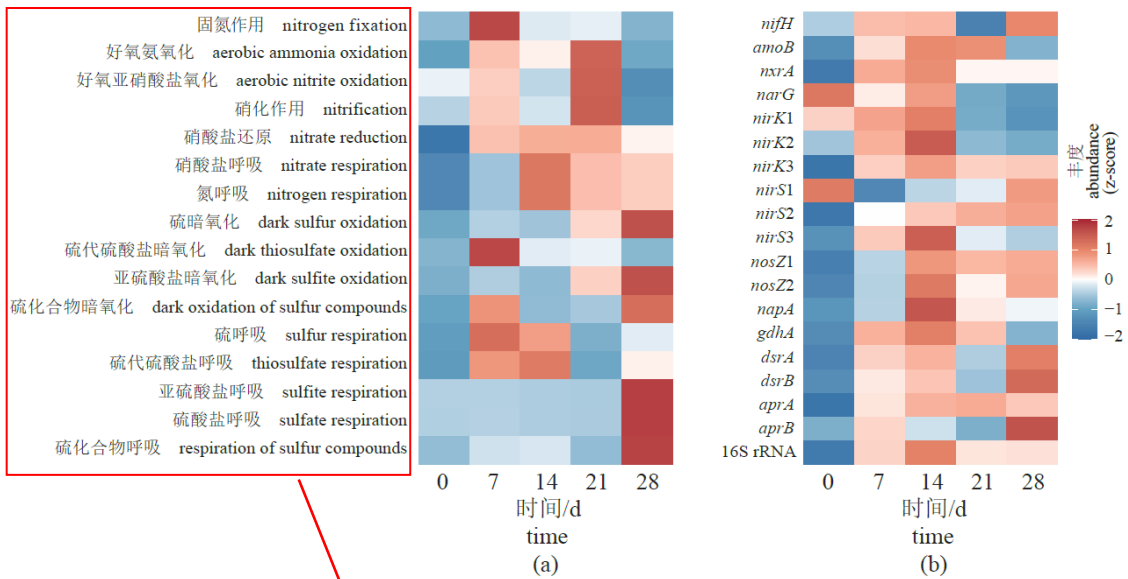 固氮作用 nitrogen fixation
好氧氨氧化 aerobic ammonia oxidation
好氧亚硝酸盐氧化 aerobic nitrite oxidation
硝化作用 nitrification
硝酸盐还原 nitrate reduction
硝酸盐呼吸 nitrate respiration
氮呼吸 nitrogen respiration
硫暗氧化 dark sulfur oxidation
硫代硫酸盐暗氧化 dark thiosulfate oxidation
亚硫酸盐暗氧化 dark sulfite oxidation
硫化合物暗氧化 dark oxidation of sulfur compounds
硫呼吸 sulfur respiration
硫代硫酸盐呼吸 thiosulfate respiration
亚硫酸盐呼吸 sulfite respiration
硫酸盐呼吸 sulfate respiration
硫化合物呼吸 respiration of sulfur compounds
0 7 14 21 28
时间/d
time
(a)
nifH
amoB
nxrA
narG
nirK1
nirK2
nirK3
nirS1
nirS2
nirS3
nosZ1
nosZ2
napA
gdhA
dsrA
dsrB
aprA
aprB
16S rRNA
0 7 14 21 28
时间/d
time
(b)
丰度
abundance
(z-score)
2
1
0
−1
−2